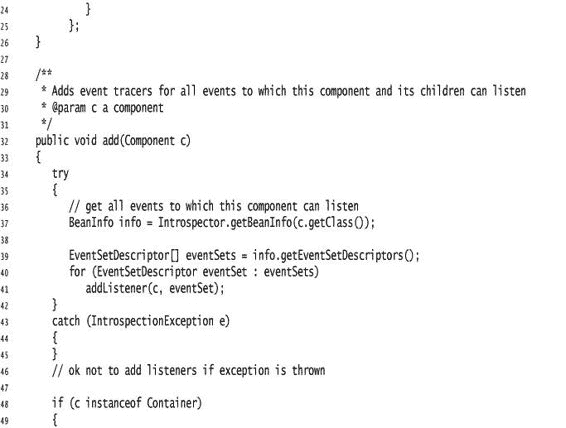 24 }
25 };
26 }
27
28 /**
29 * Adds event tracers for all events to which this component and its children can listen
30 * @param c a component
31 */
32 public void add(Component c)
33 {
34 try
35 {
36 // get all events to which this component can listen
37 BeanInfo info = Introspector.getBeanInfo(c.getClass());
38
39 EventSetDescriptor[] eventSets = info.getEventSetDescriptors();
40 for (EventSetDescriptor eventSet : eventSets)
41 addListener(c, eventSet);
42 }
43 catch (IntrospectionException e)
44 {
45 }
46 // ok not to add listeners if exception is thrown
47
48 if (c instanceof Container)
49 {